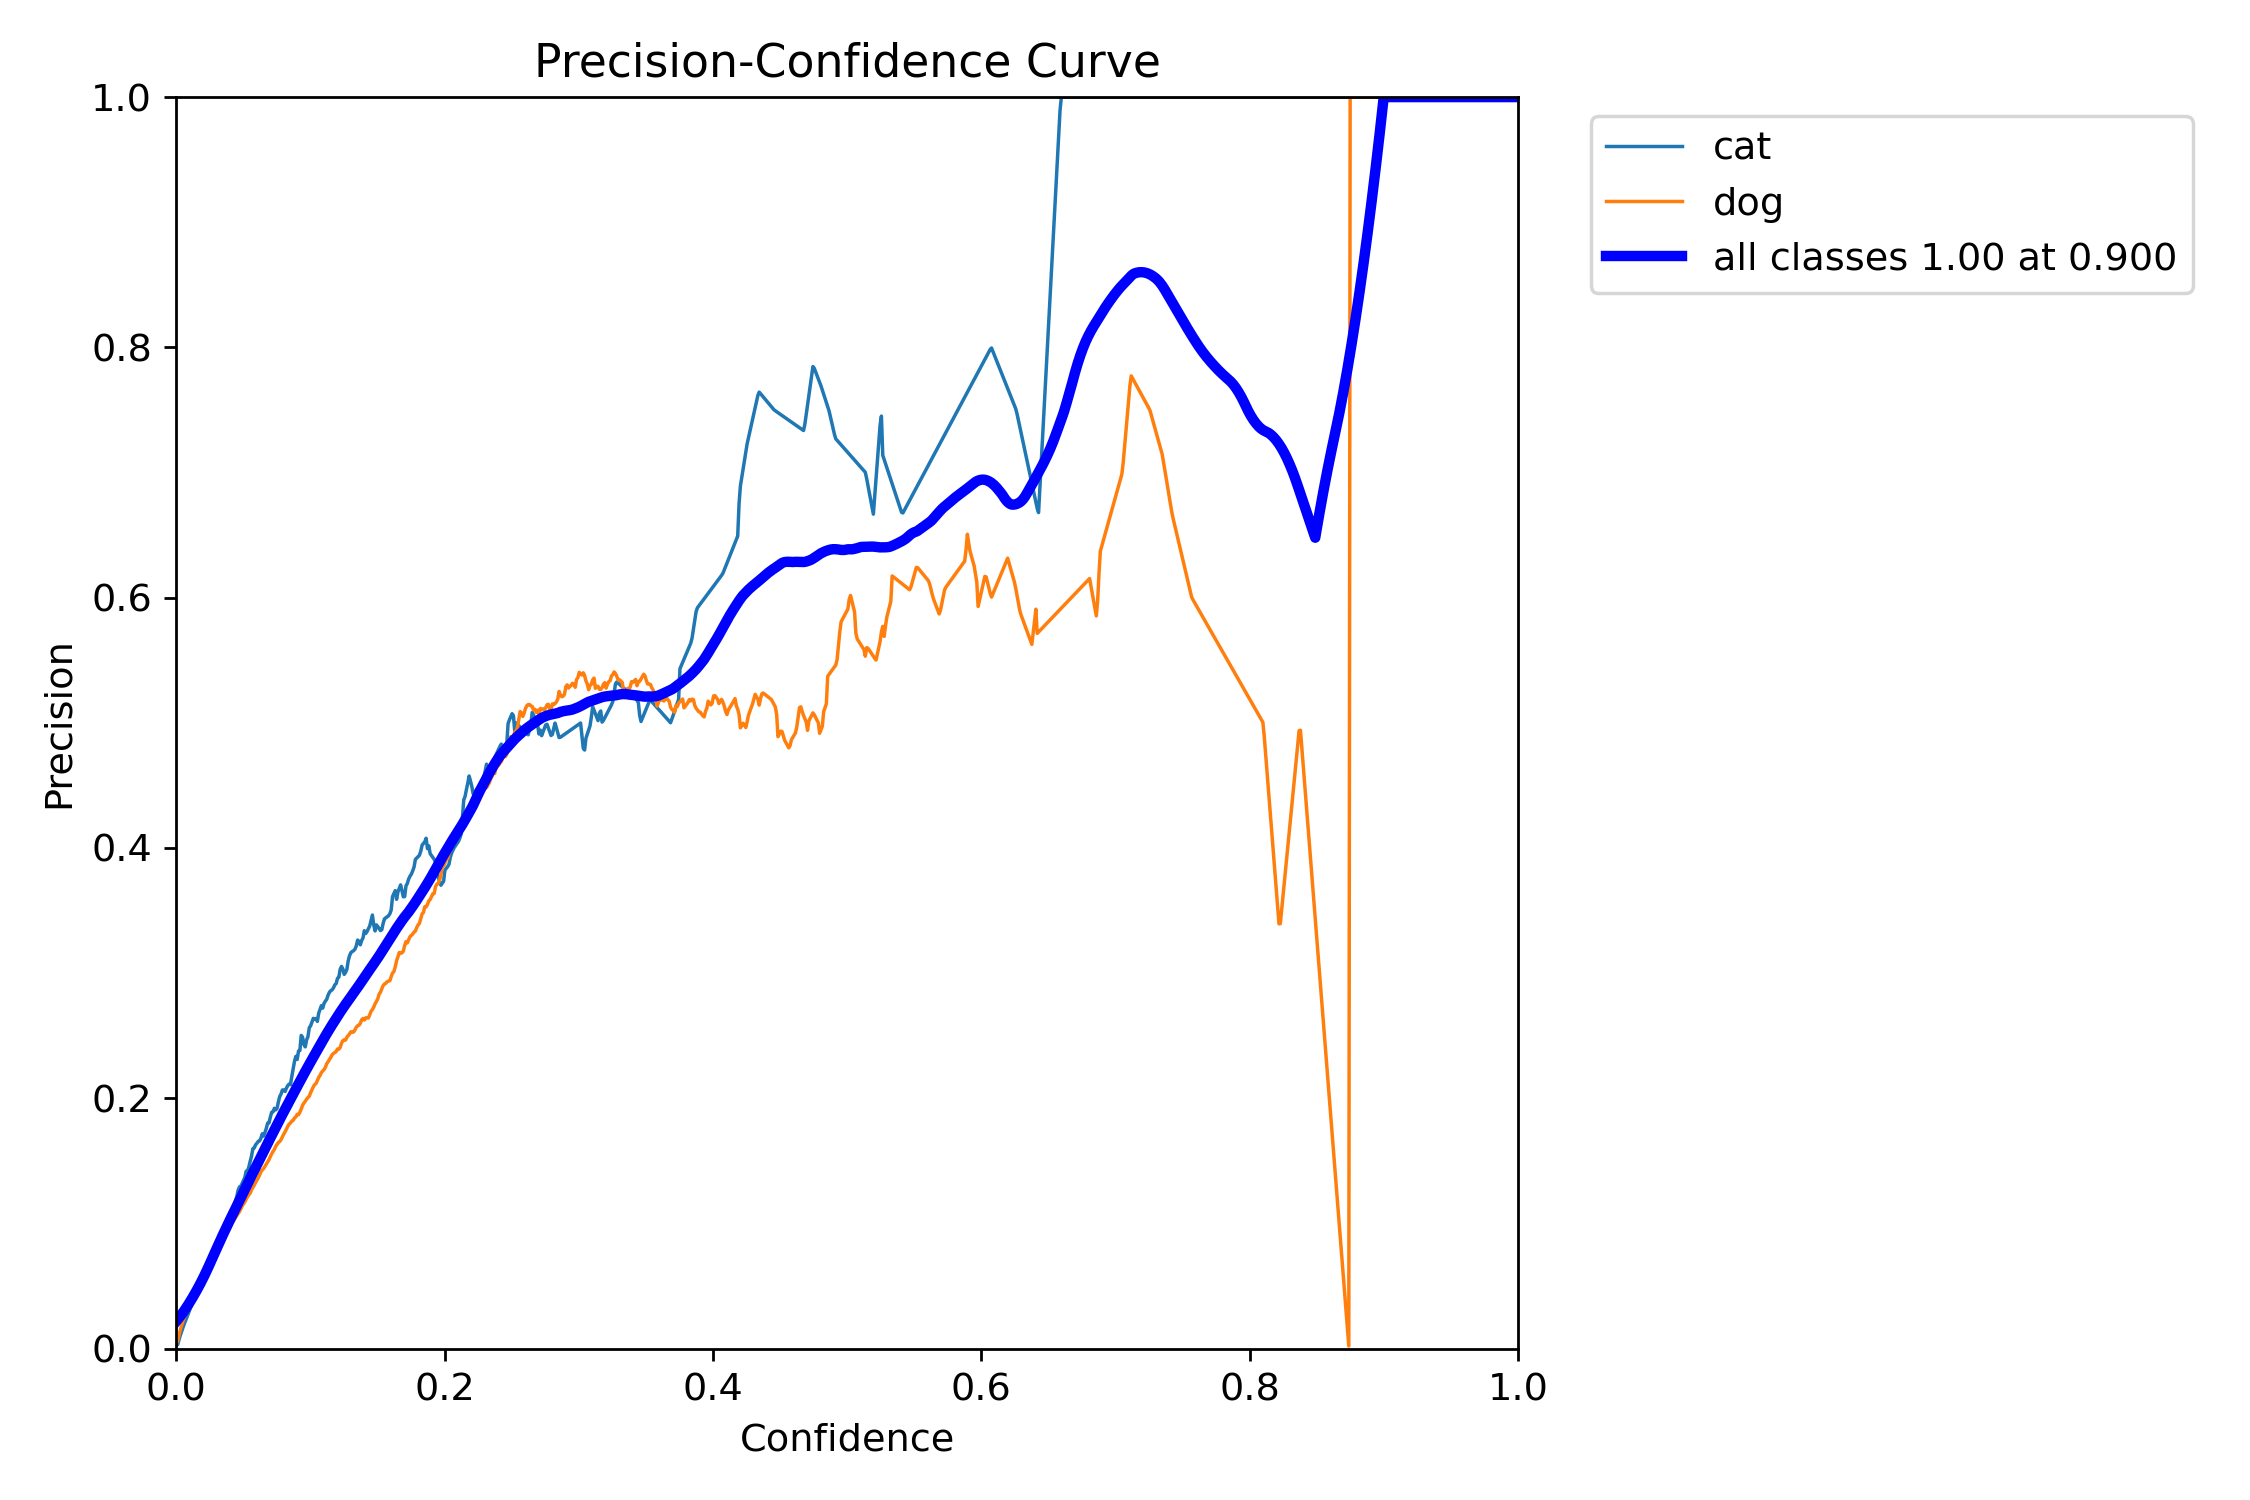 Precision-Confidence Curve
1.0
0.8
0.6
0.4
0.2
0.0
Precision
0.0 0.2 0.4 0.6 0.8 1.0
Confidence
cat
dog
all classes 1.00 at 0.900